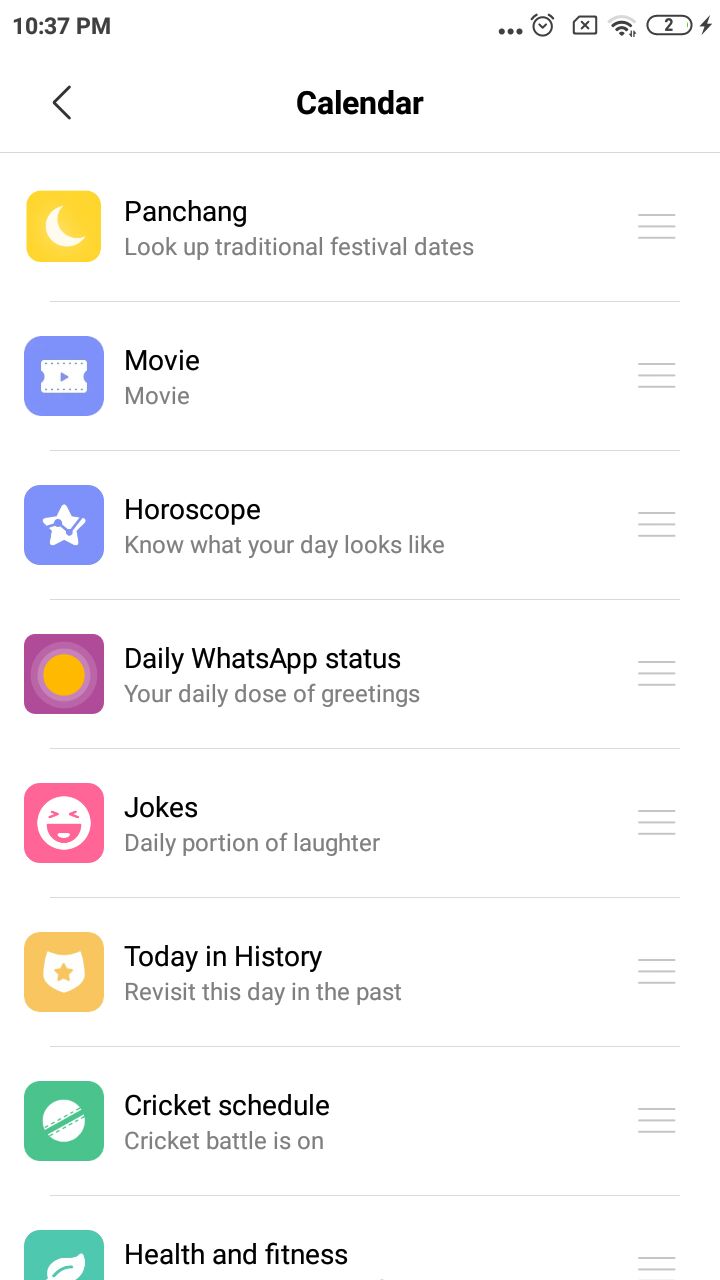 10:37 PM
2
Calendar
Panchang
Look up traditional festival dates
Movie
Movie
Horoscope
Know what your day looks like
Daily WhatsApp status
Your daily dose of greetings
Jokes
Daily portion of laughter
Today in History
Revisit this day in the past
Cricket schedule
Cricket battle is on
Health and fitness